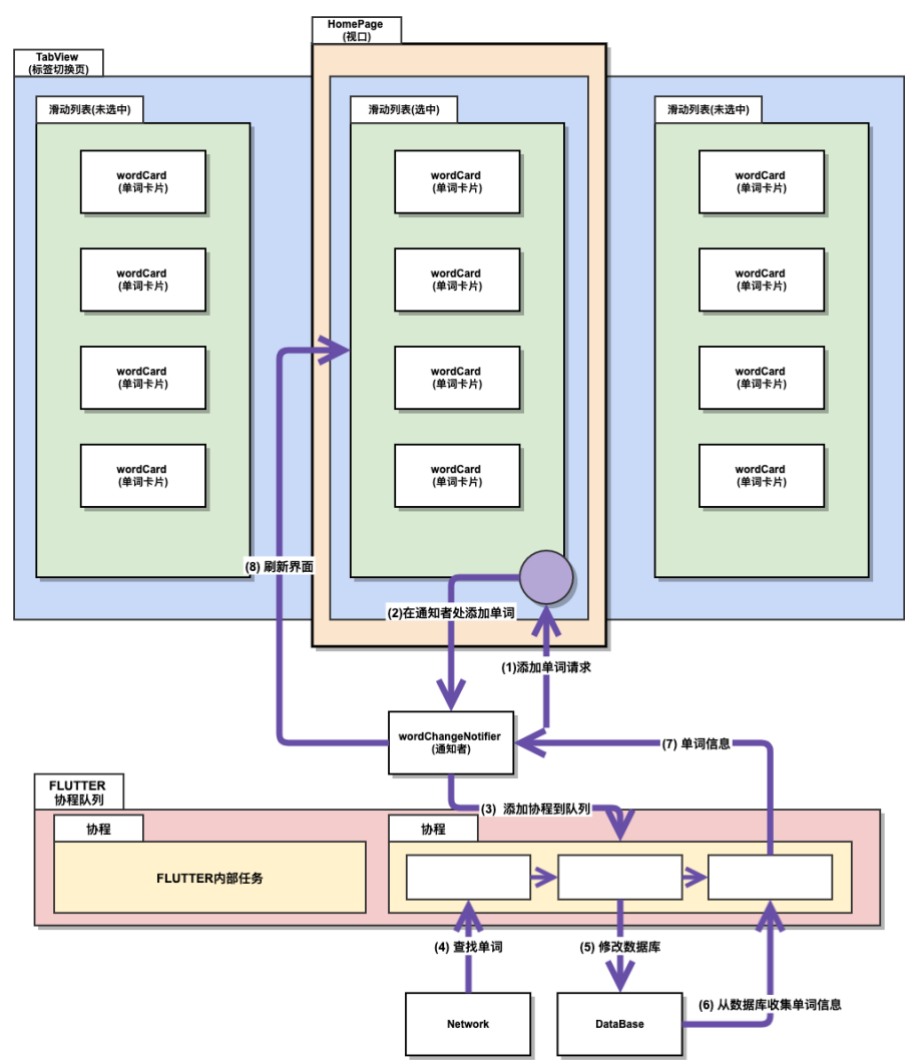 HomePage
(视口)
TabView
(标签切换页)
滑动列表(未选中)
滑动列表(选中)
滑动列表(未选中)
wordCard
(单词卡片)
wordCard
(单词卡片)
wordCard
(单词卡片)
wordCard
(单词卡片)
wordCard
(单词卡片)
wordCard
(单词卡片)
wordCard
(单词卡片)
wordCard
(单词卡片)
wordCard
(单词卡片)
wordCard
(单词卡片)
wordCard
(单词卡片)
wordCard
(单词卡片)
(8) 刷新界面
(2)在通知者处添加单词
(1)添加单词请求
wordChangeNotifier
(通知者)
(7) 单词信息
FLUTTER
协程队列
(3) 添加协程到队列
协程
协程
FLUTTER内部任务
(4) 查找单词
(5) 修改数据库
(6) 从数据库收集单词信息
Network
DataBase